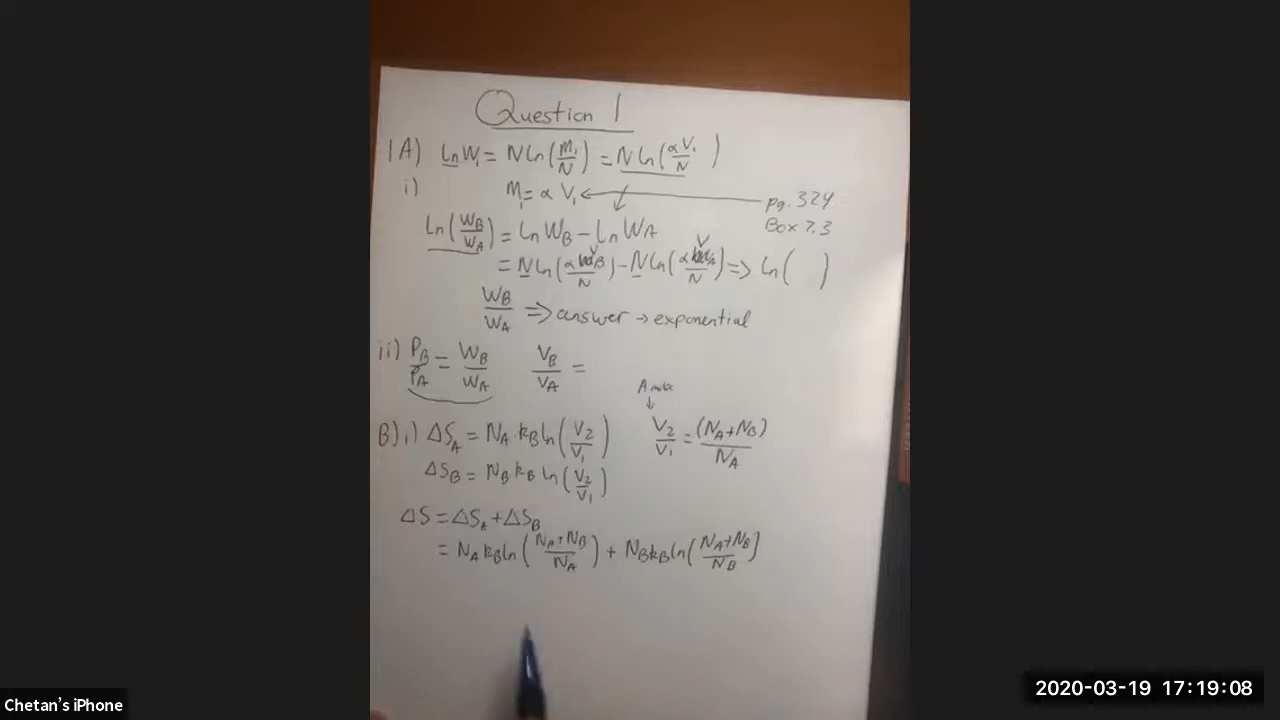 Question 1
1A) ln W₁ = N ln(M₁/N) = N ln(αV₁/N )
i) M₁ = α V₁ ← pg. 324
Box 7.3
ln(W_B/W_A) = ln W_B - ln W_A
= N ln(αV_B/N) - N ln(αV_A/N) => ln( )
W_B/W_A => answer → exponential
ii) P_B/P_A = W_B/W_A V_B/V_A =
B) i) ΔS_A = N_A k_B ln(V₂/V₁) V₂/V₁ = (N_A+N_B)/N_A
ΔS_B = N_B k_B ln(V₂/V₁)
ΔS = ΔS_A + ΔS_B
= N_A k_B ln(N_A+N_B/N_A) + N_B k_B ln(N_A+N_B/N_B)
Chetan's iPhone
2020-03-19 17:19:08